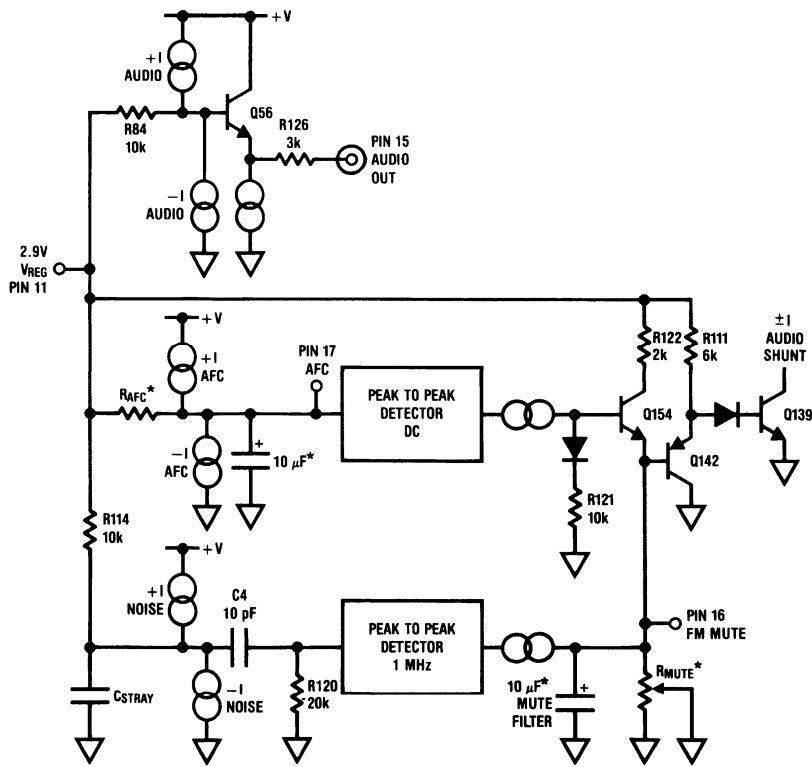 +V
+I
AUDIO
Q56
R84
10k
R126
3k
PIN 15
AUDIO
OUT
−I
AUDIO
2.9V
VREG
PIN 11
+V
+I
AFC
PIN 17
AFC
RAFC*
PEAK TO PEAK
DETECTOR
DC
R122
2k
R111
6k
±I
AUDIO
SHUNT
Q154
Q139
−I
AFC
+
10 µF*
Q142
R121
10k
R114
10k
+V
+I
NOISE
C4
10 pF
PEAK TO PEAK
DETECTOR
1 MHz
PIN 16
FM MUTE
CSTRAY
−I
NOISE
R120
20k
10 µF*
+
MUTE
FILTER
RMUTE*